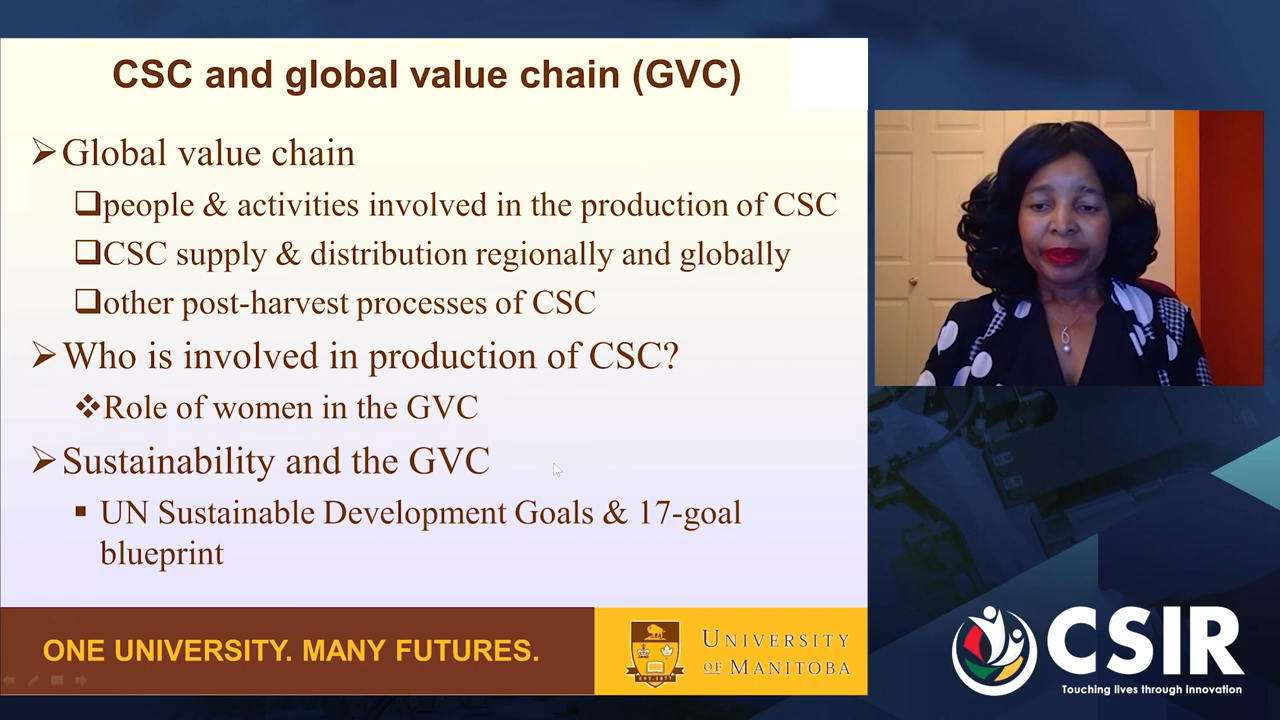 CSC and global value chain (GVC)
Global value chain
people & activities involved in the production of CSC
CSC supply & distribution regionally and globally
other post-harvest processes of CSC
Who is involved in production of CSC?
Role of women in the GVC
Sustainability and the GVC
UN Sustainable Development Goals & 17-goal
blueprint
ONE UNIVERSITY. MANY FUTURES.
UNIVERSITY
OF MANITOBA
CSIR
Touching lives through innovation